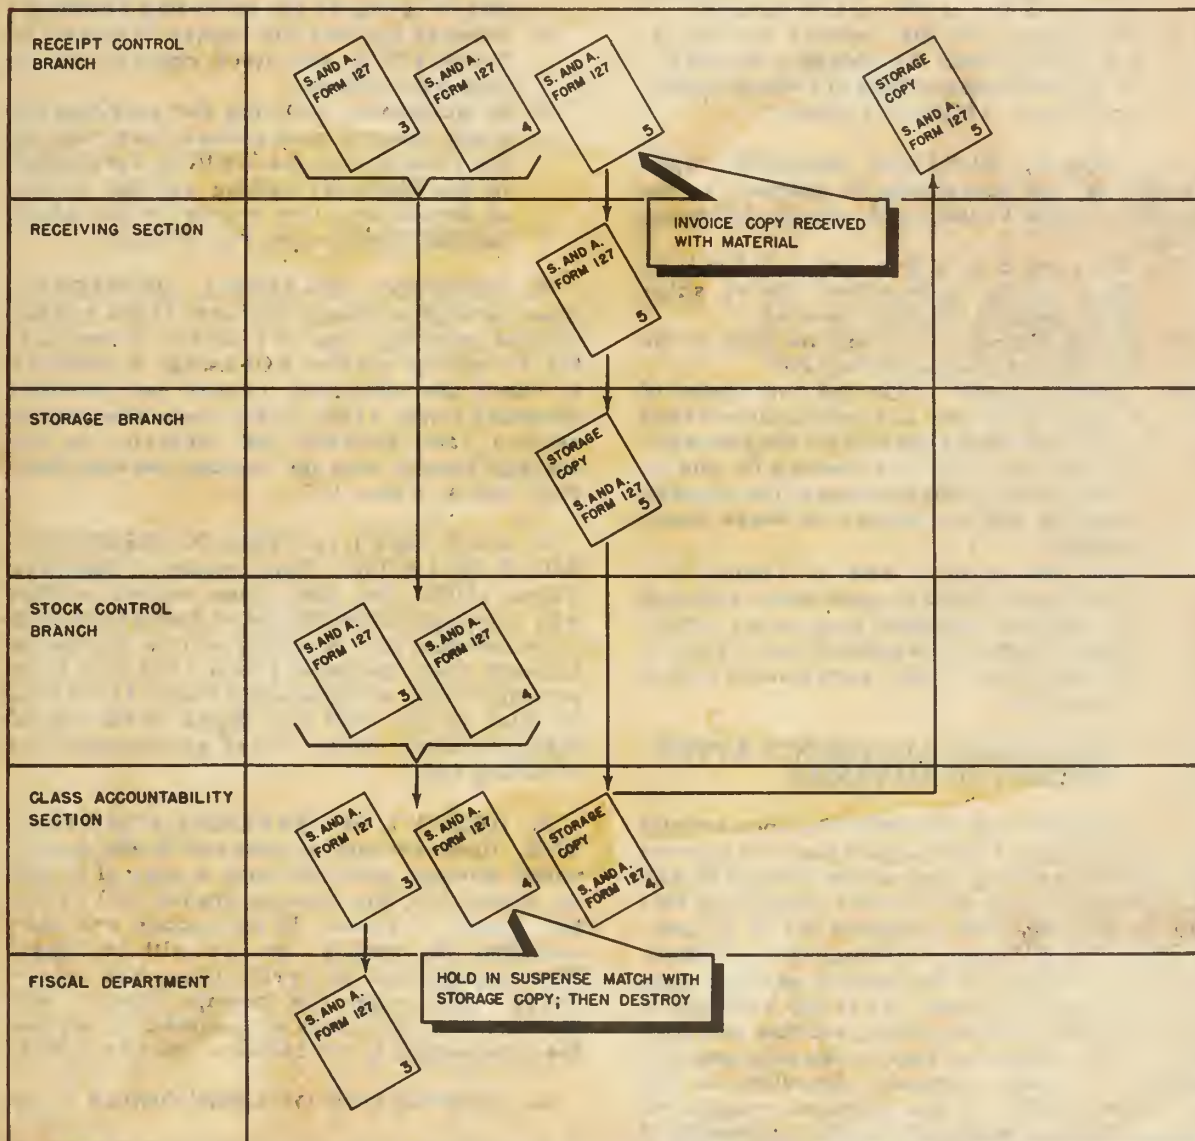 RECEIPT CONTROL
BRANCH
S. AND A.
FORM 127
3
S. AND A.
FCRM 127
4
S. AND A.
FORM 127
5
STORAGE
COPY
S. AND A.
FORM 127
5
RECEIVING SECTION
S. AND A.
FORM 127
5
INVOICE COPY RECEIVED
WITH MATERIAL
STORAGE BRANCH
STORAGE
COPY
S. AND A.
FORM 127
5
STOCK CONTROL
BRANCH
S. AND A.
FORM 127
3
S. AND A.
FORM 127
4
CLASS ACCOUNTABILITY
SECTION
S. AND A.
FORM 127
3
S. AND A.
FORM 127
4
STORAGE
COPY
S. AND A.
FORM 127
4
FISCAL DEPARTMENT
S. AND A.
FORM 127
3
HOLD IN SUSPENSE MATCH WITH
STORAGE COPY; THEN DESTROY